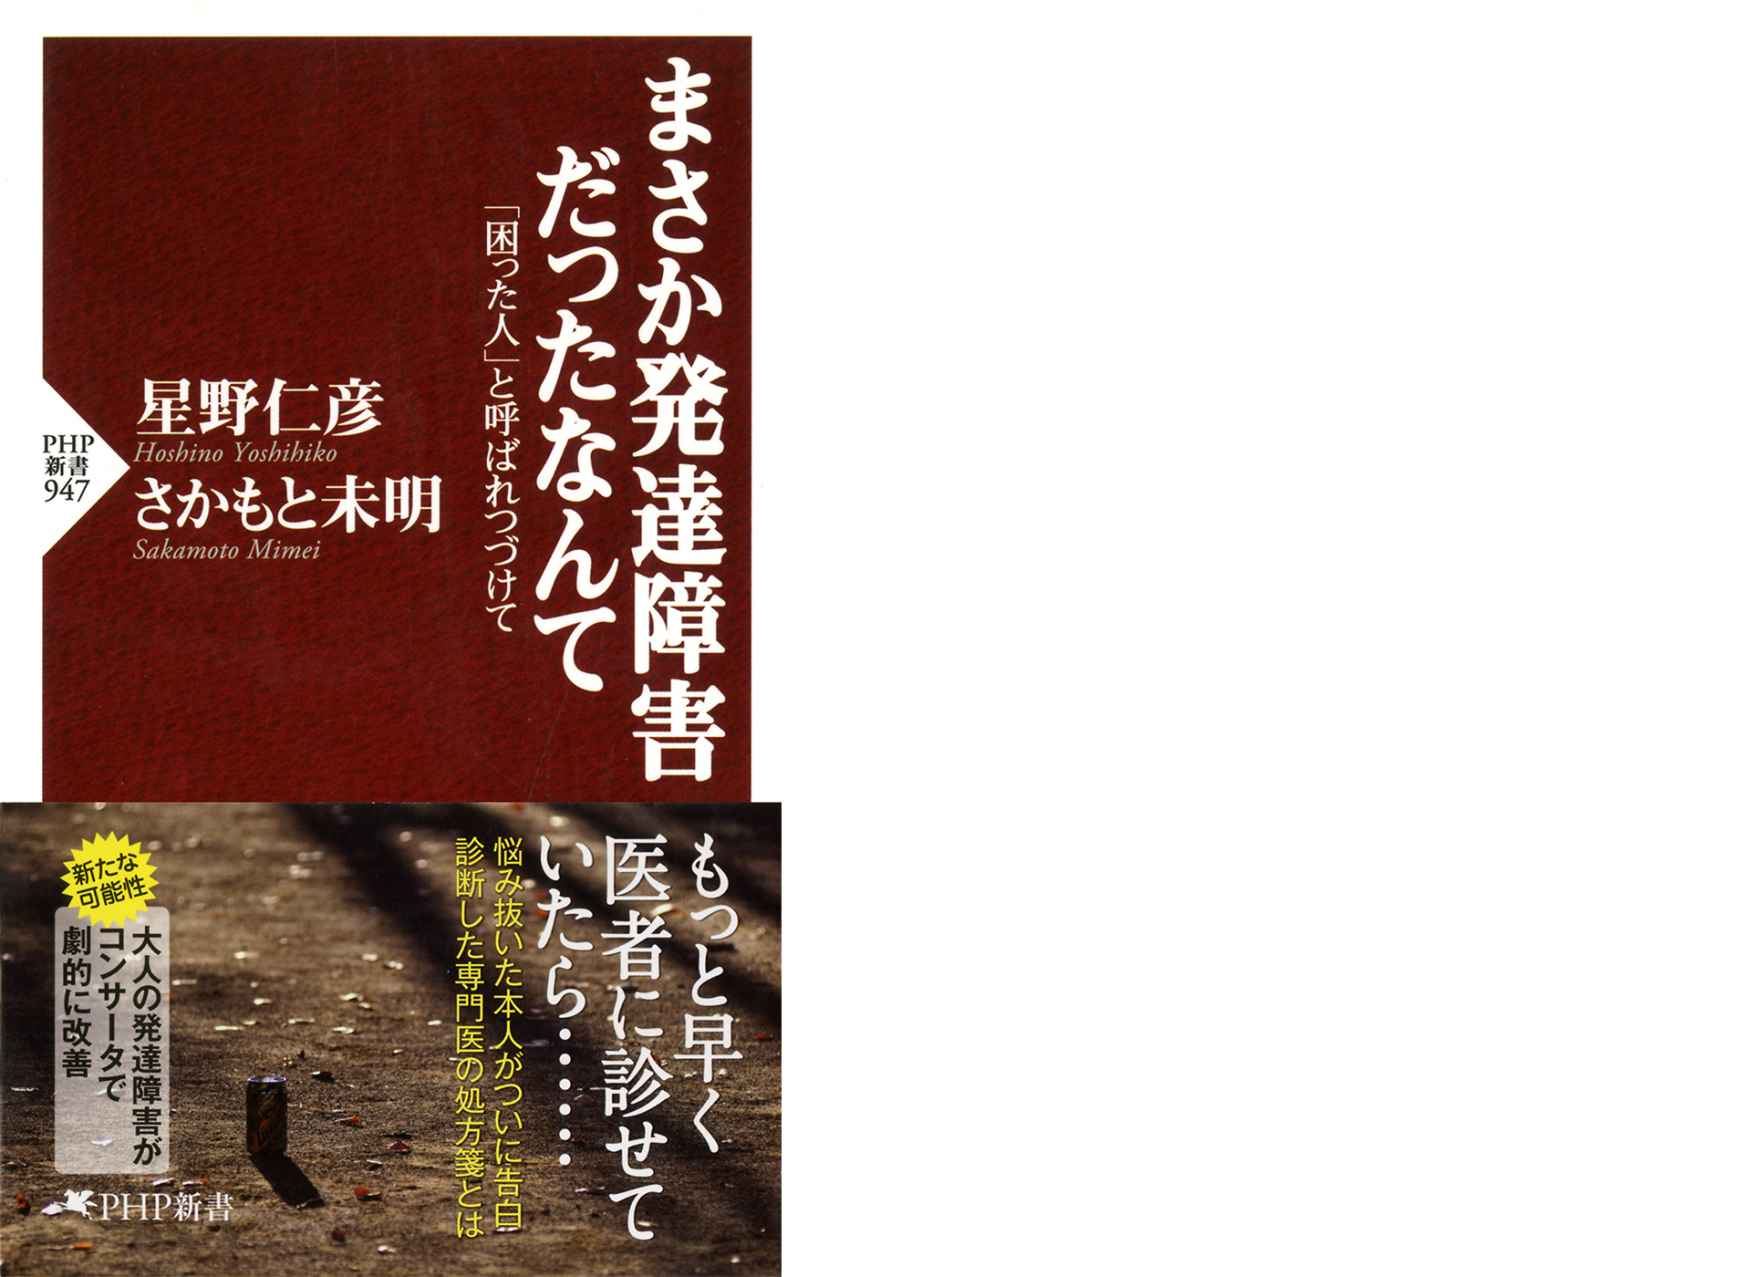 まさか発達障害
だったなんて
「困った人」と呼ばれつづけて
星野仁彦
Hoshino Yoshihiko
さかもと未明
Sakamoto Mimei
PHP
新書
947
もっと早く
医者に診せて
いたら……
悩み抜いた本人がついに告白
診断した専門医の処方箋とは
新たな
可能性
大人の発達障害が
コンサータで
劇的に改善
PHP新書